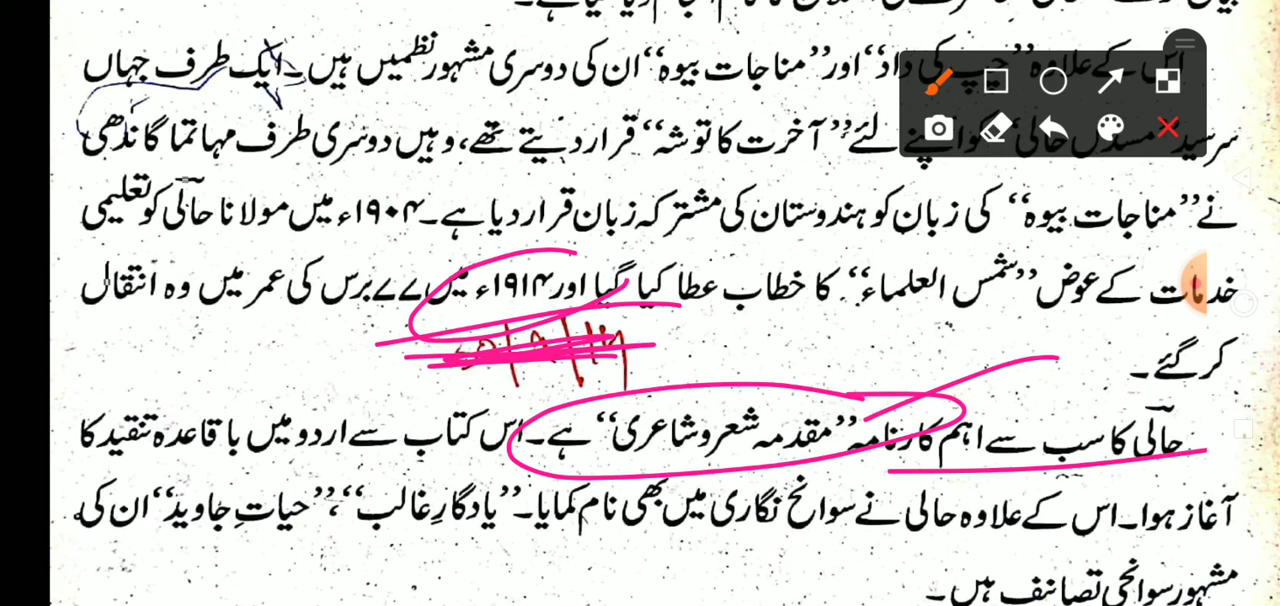 اس کے علاوہ ”چپ کی داد“ اور ”مناجات بیوہ“ ان کی دوسری مشہور نظمیں ہیں۔ ایک طرف جہاں
سرسید ”مسدس حالی“ کو اپنے لئے ”آخرت کا توشہ“ قرار دیتے تھے، وہیں دوسری طرف مہاتما گاندھی
نے ”مناجات بیوہ“ کی زبان کو ہندوستان کی مشترکہ زبان قرار دیا ہے۔ ۱۹۰۴ء میں مولانا حالی کو تعلیمی
خدمات کے عوض ”شمس العلماء“ کا خطاب عطا کیا گیا اور ۱۹۱۴ء میں ۷۷ برس کی عمر میں وہ انتقال
کر گئے۔
حالی کا سب سے اہم کارنامہ ”مقدمہ شعر و شاعری“ ہے۔ اس کتاب سے اردو میں باقاعدہ تنقید کا
آغاز ہوا۔ اس کے علاوہ حالی نے سوانح نگاری میں بھی نام کمایا۔ ”یادگارِ غالب“، ”حیاتِ جاوید“ ان کی
مشہور سوانحی تصانف ہیں۔